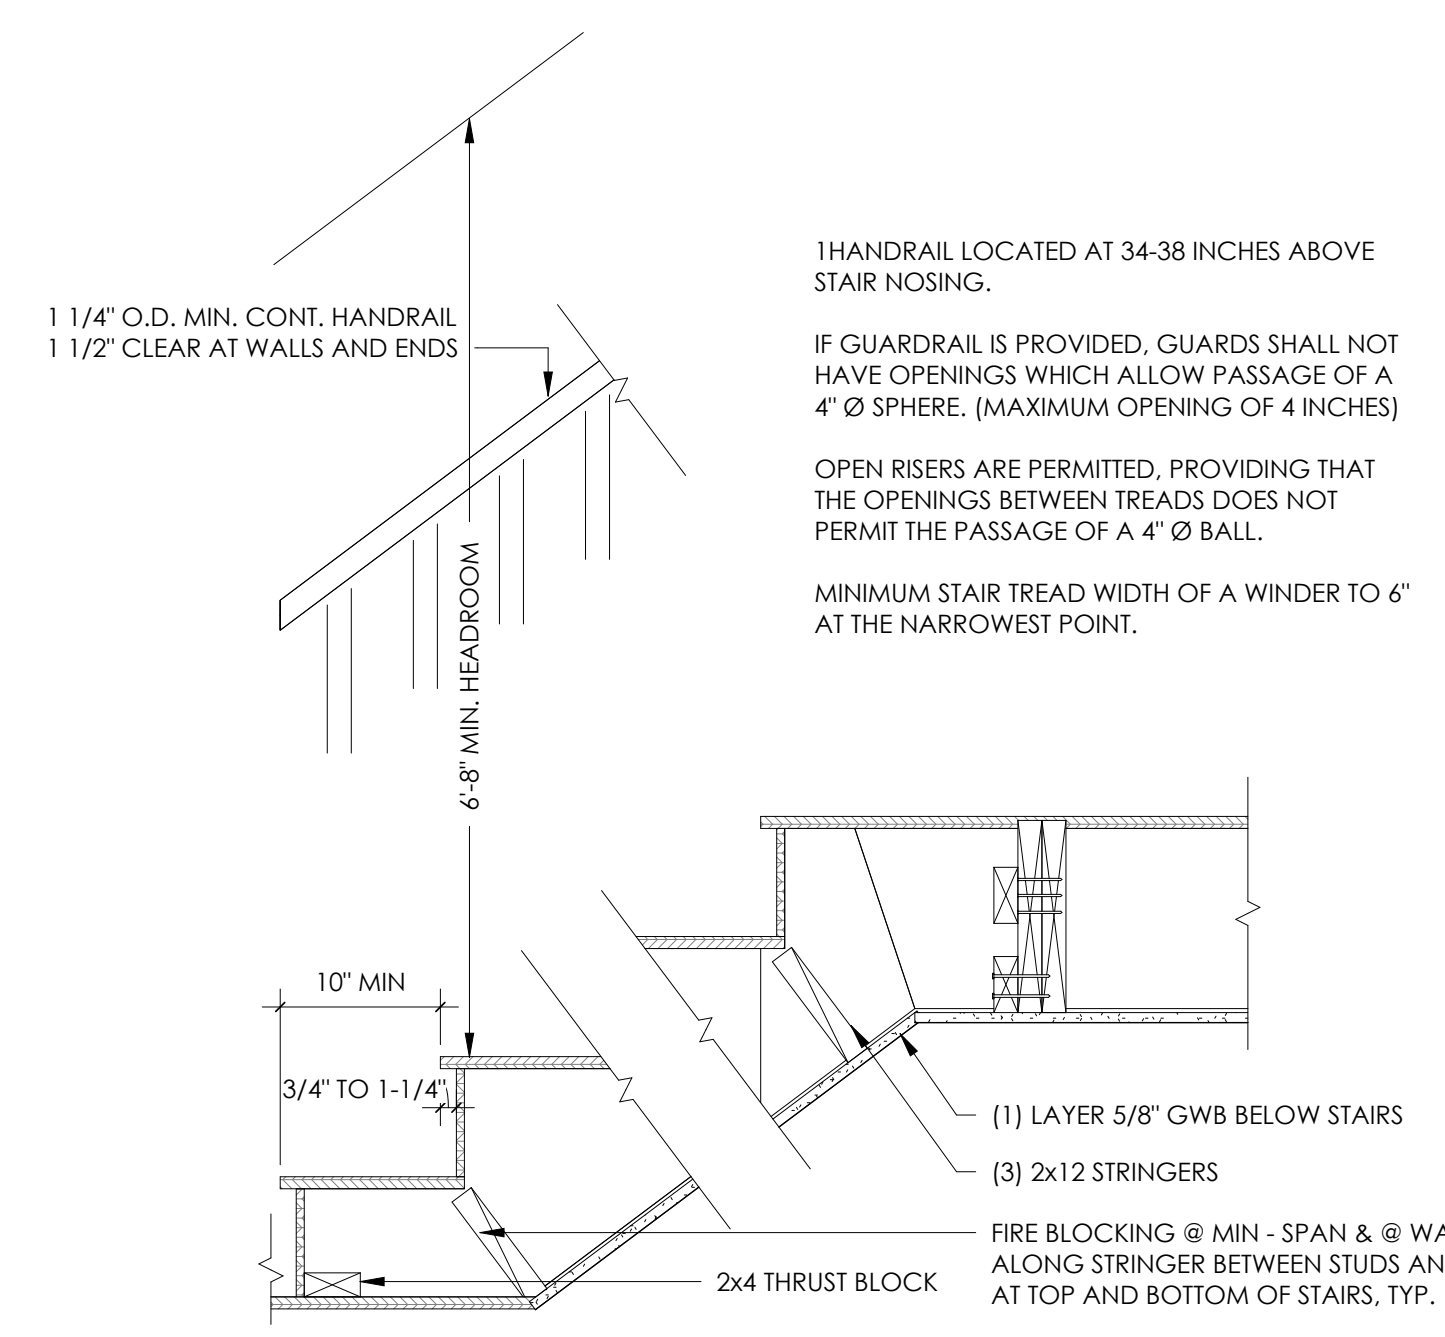 1 1/4" O.D. MIN. CONT. HANDRAIL
1 1/2" CLEAR AT WALLS AND ENDS
1HANDRAIL LOCATED AT 34-38 INCHES ABOVE
STAIR NOSING.
IF GUARDRAIL IS PROVIDED, GUARDS SHALL NOT
HAVE OPENINGS WHICH ALLOW PASSAGE OF A
4" Ø SPHERE. (MAXIMUM OPENING OF 4 INCHES)
OPEN RISERS ARE PERMITTED, PROVIDING THAT
THE OPENINGS BETWEEN TREADS DOES NOT
PERMIT THE PASSAGE OF A 4" Ø BALL.
MINIMUM STAIR TREAD WIDTH OF A WINDER TO 6"
AT THE NARROWEST POINT.
6'-8" MIN. HEADROOM
10" MIN
3/4" TO 1-1/4"
(1) LAYER 5/8" GWB BELOW STAIRS
(3) 2x12 STRINGERS
FIRE BLOCKING @ MIN - SPAN & @
ALONG STRINGER BETWEEN STUDS
AT TOP AND BOTTOM OF STAIRS, TYP.
2x4 THRUST BLOCK